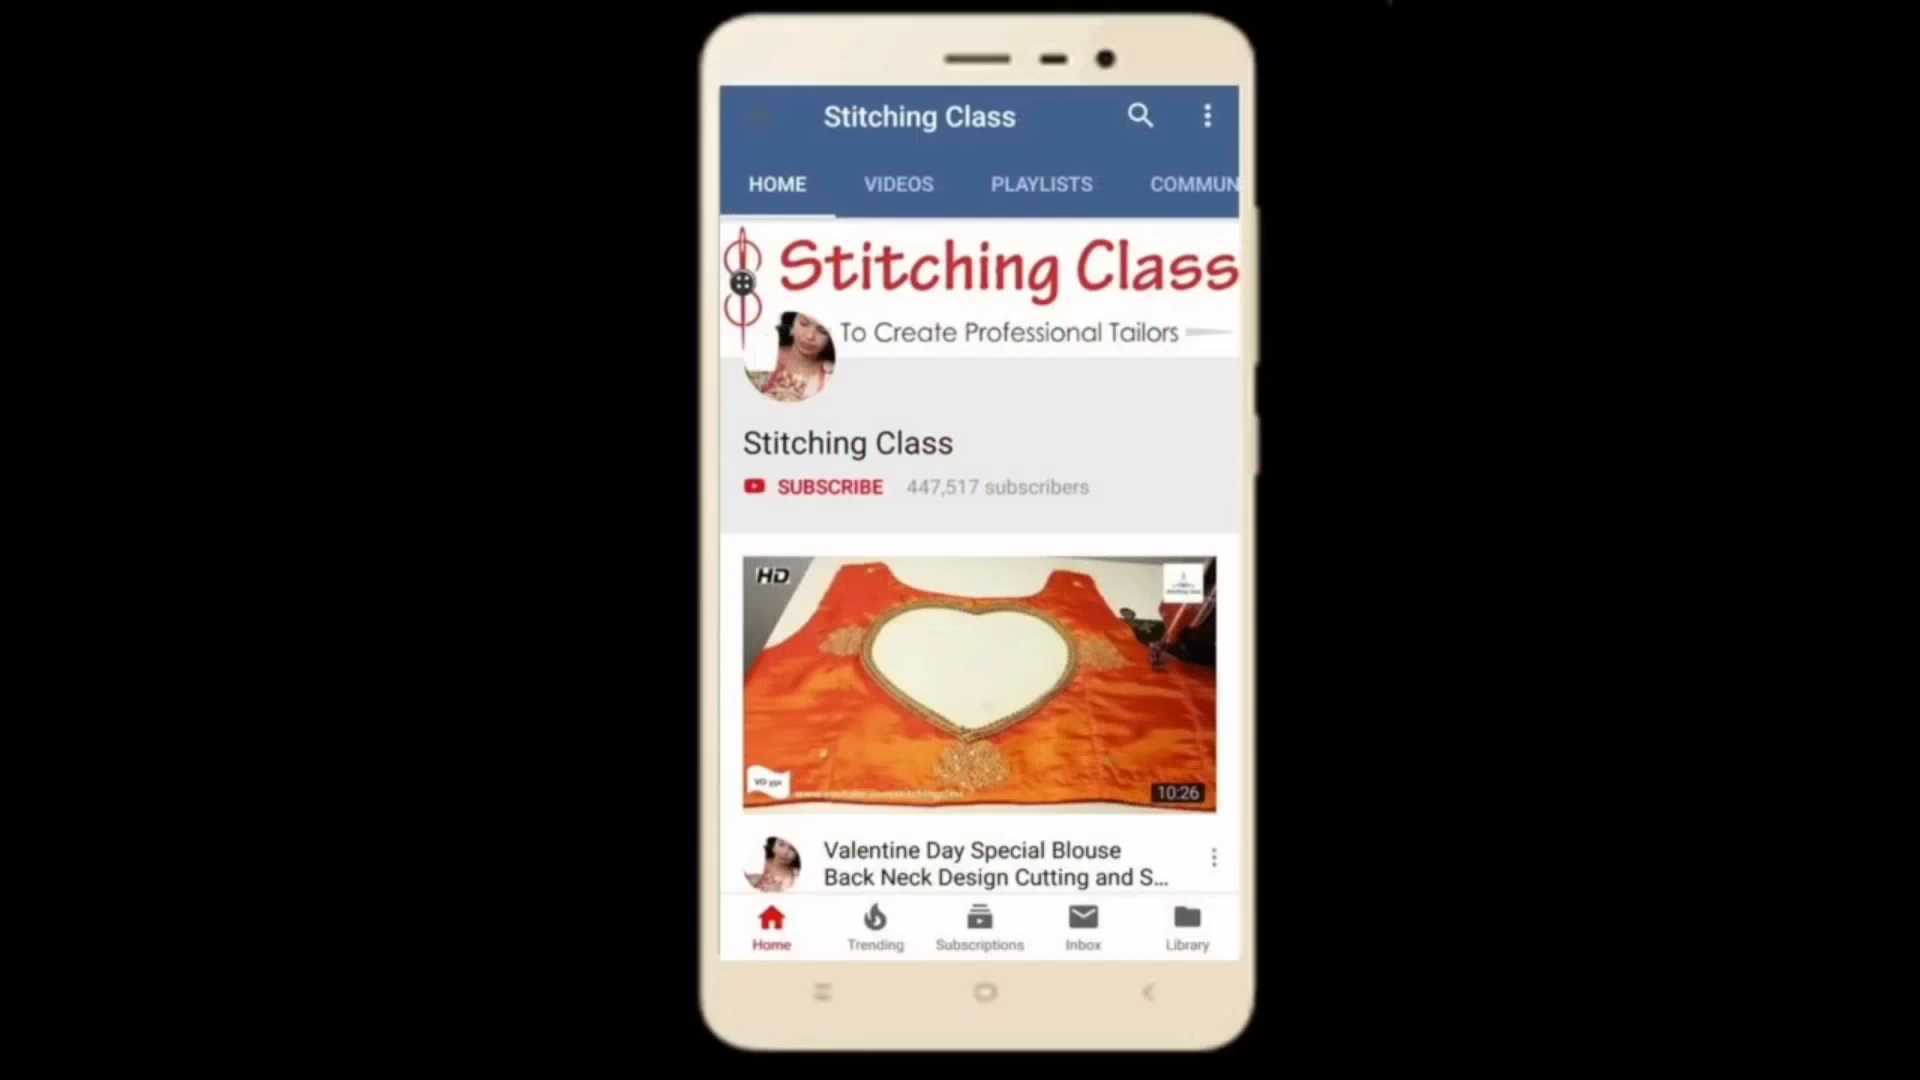 Stitching Class
HOME VIDEOS PLAYLISTS COMMUN
Stitching Class
To Create Professional Tailors
Stitching Class
SUBSCRIBE 447,517 subscribers
HD
10:26
Valentine Day Special Blouse
Back Neck Design Cutting and S...
Home Trending Subscriptions Inbox Library